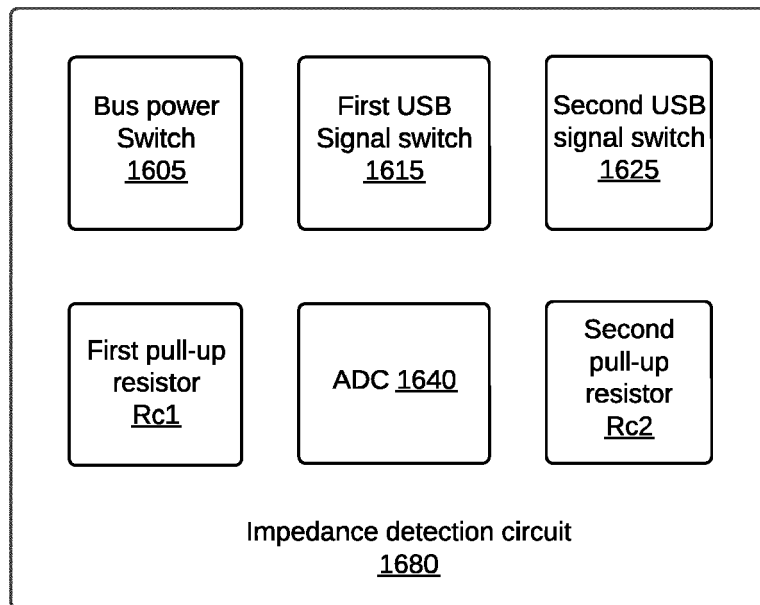 Bus power
Switch
1605
First USB
Signal switch
1615
Second USB
signal switch
1625
First pull-up
resistor
Rc1
ADC 1640
Second
pull-up
resistor
Rc2
Impedance detection circuit
1680